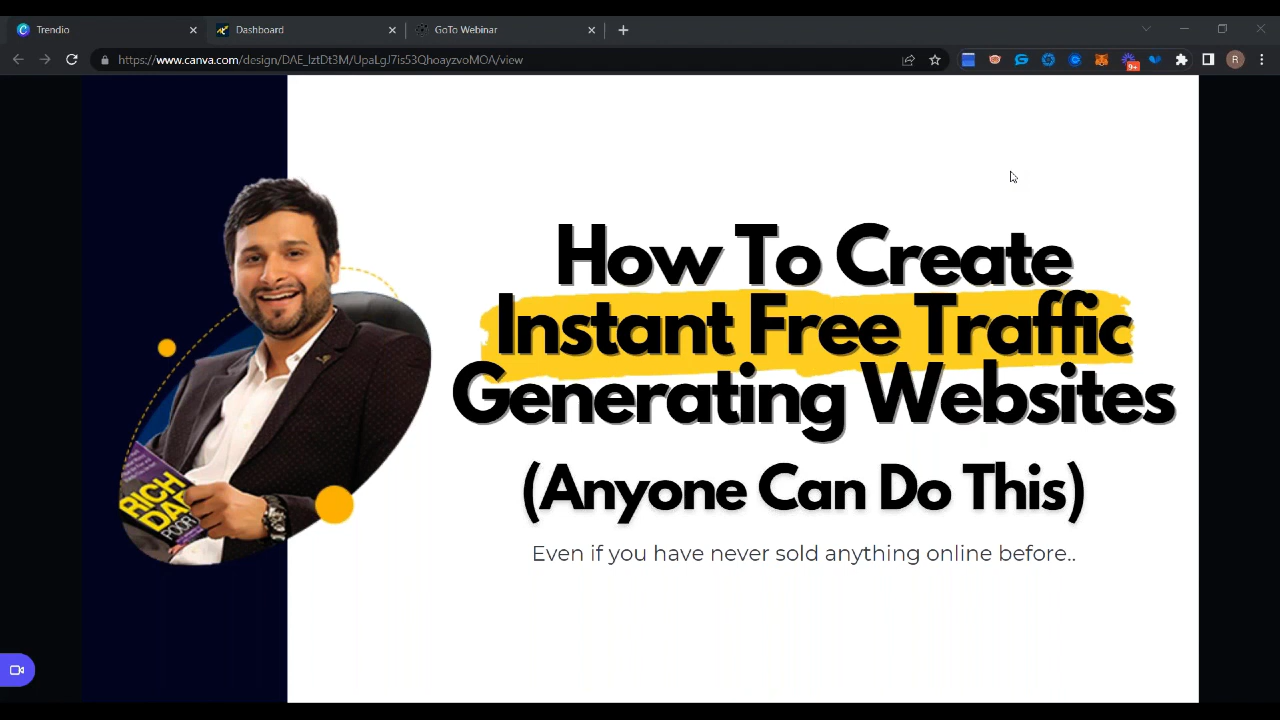 Trendio
Dashboard
GoTo Webinar
https://www.canva.com/design/DAE_lztDt3M/UpaLgJ7is53QhoayzvoMOA/view
9+
R
How To Create
Instant Free Traffic
Generating Websites
(Anyone Can Do This)
Even if you have never sold anything online before..
RICH
DAD
POOR